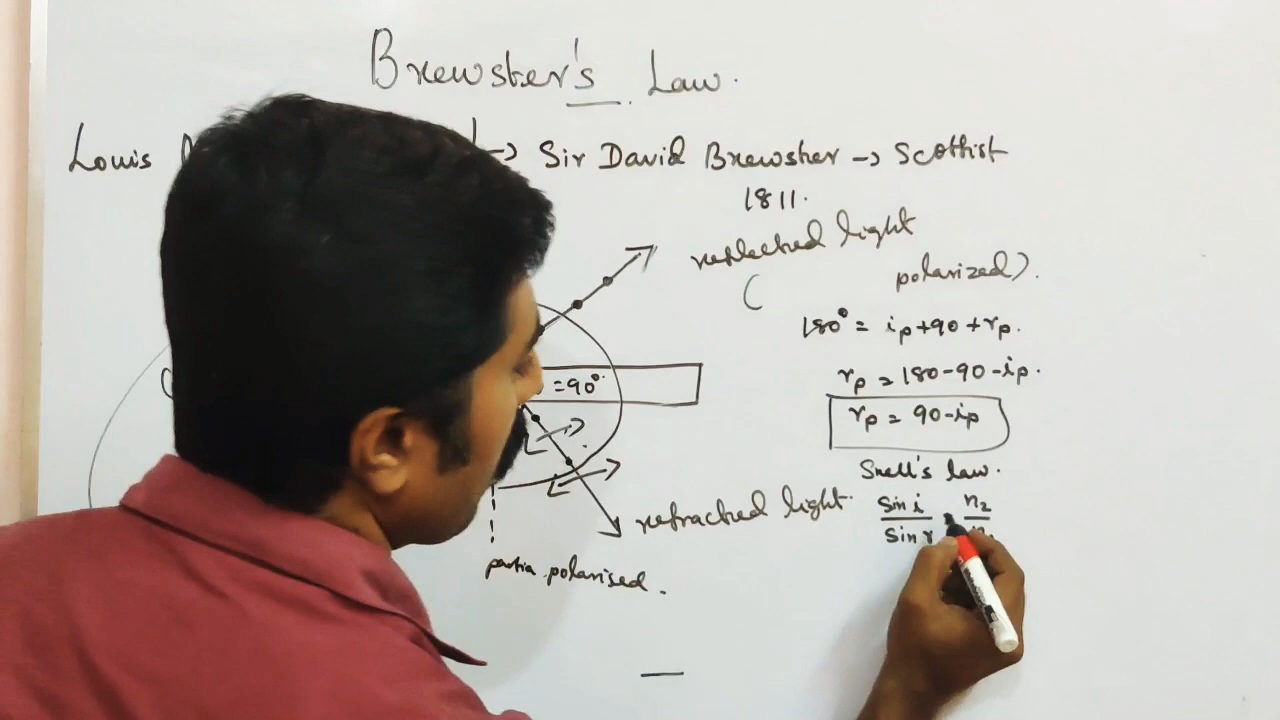 Brewster's Law.
Louis → Sir David Brewsher → Scottist
1811.
reflected light
( polarized).
180° = ip+90+rp.
rp = 180-90-ip.
=90°
rp = 90-ip
Snell's law.
sin i n2
sin r
refracted light.
partia polarised.